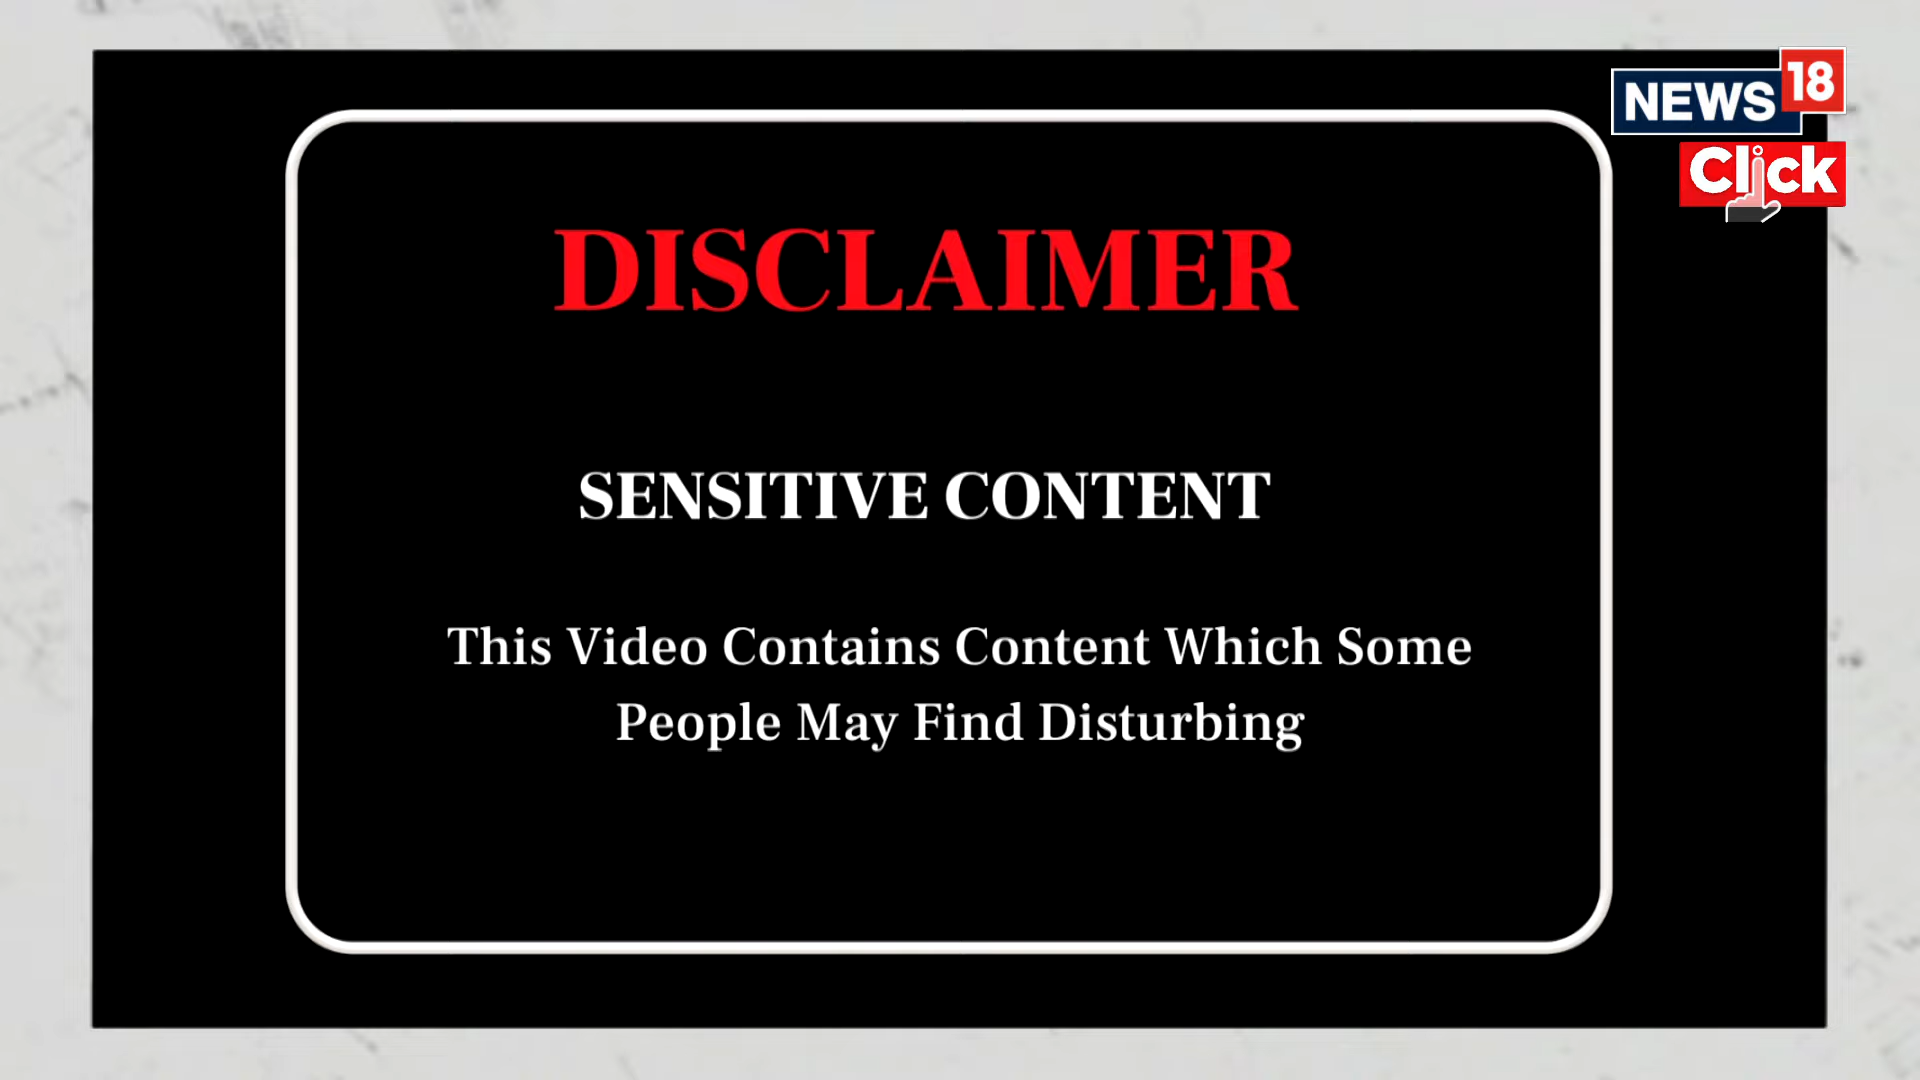 NEWS 18
Click
DISCLAIMER
SENSITIVE CONTENT
This Video Contains Content Which Some
People May Find Disturbing